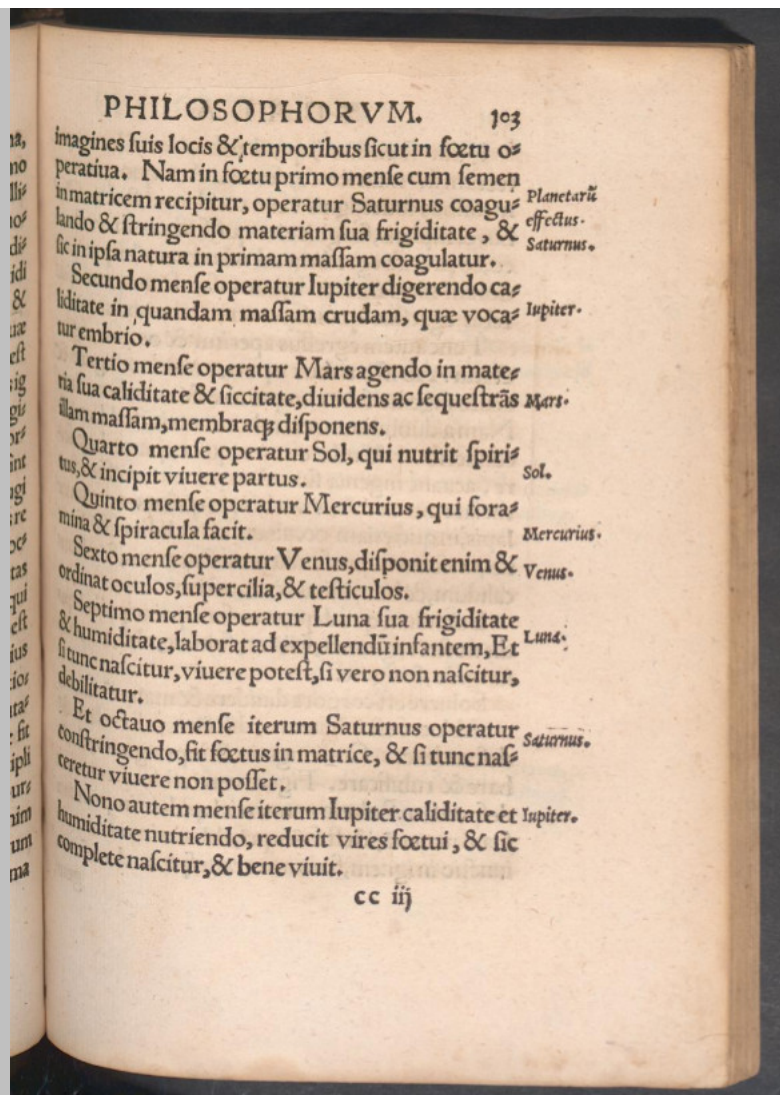 PHILOSOPHORVM. 103
imagines ſuis locis & temporibus ſicut in fœtu o⸗
peratiua. Nam in fœtu primo menſe cum ſemen
in matricem recipitur, operatur Saturnus coagu⸗
lando & ſtringendo materiam ſua frigiditate, &
ſic in ipſa natura in primam maſſam coagulatur.
Planetarū
effectus.
Saturnus.
Secundo menſe operatur Iupiter digerendo ca⸗
liditate in quandam maſſam crudam, quæ voca⸗
tur embrio.
Iupiter.
Tertio menſe operatur Mars agendo in mate⸗
ria ſua caliditate & ſiccitate, diuidens ac ſequeſtrãs
illam maſſam, membraꝙ diſponens.
Mars.
Quarto menſe operatur Sol, qui nutrit ſpiri⸗
tus, & incipit viuere partus.
Sol.
Quinto menſe operatur Mercurius, qui fora⸗
mina & ſpiracula facit.
Mercurius.
Sexto menſe operatur Venus, diſponit enim &
ordinat oculos, ſupercilia, & teſticulos.
Venus.
Septimo menſe operatur Luna ſua frigiditate
& humiditate, laborat ad expellendū infantem, Et
ſi tunc naſcitur, viuere poteſt, ſi vero non naſcitur,
debilitatur.
Luna.
Et octauo menſe iterum Saturnus operatur
conſtringendo, fit fœtus in matrice, & ſi tunc naſ⸗
ceretur viuere non poſſet.
Saturnus.
Nono autem menſe iterum Iupiter caliditate et
humiditate nutriendo, reducit vires fœtui, & ſic
complete naſcitur, & bene viuit.
Iupiter.
cc iij